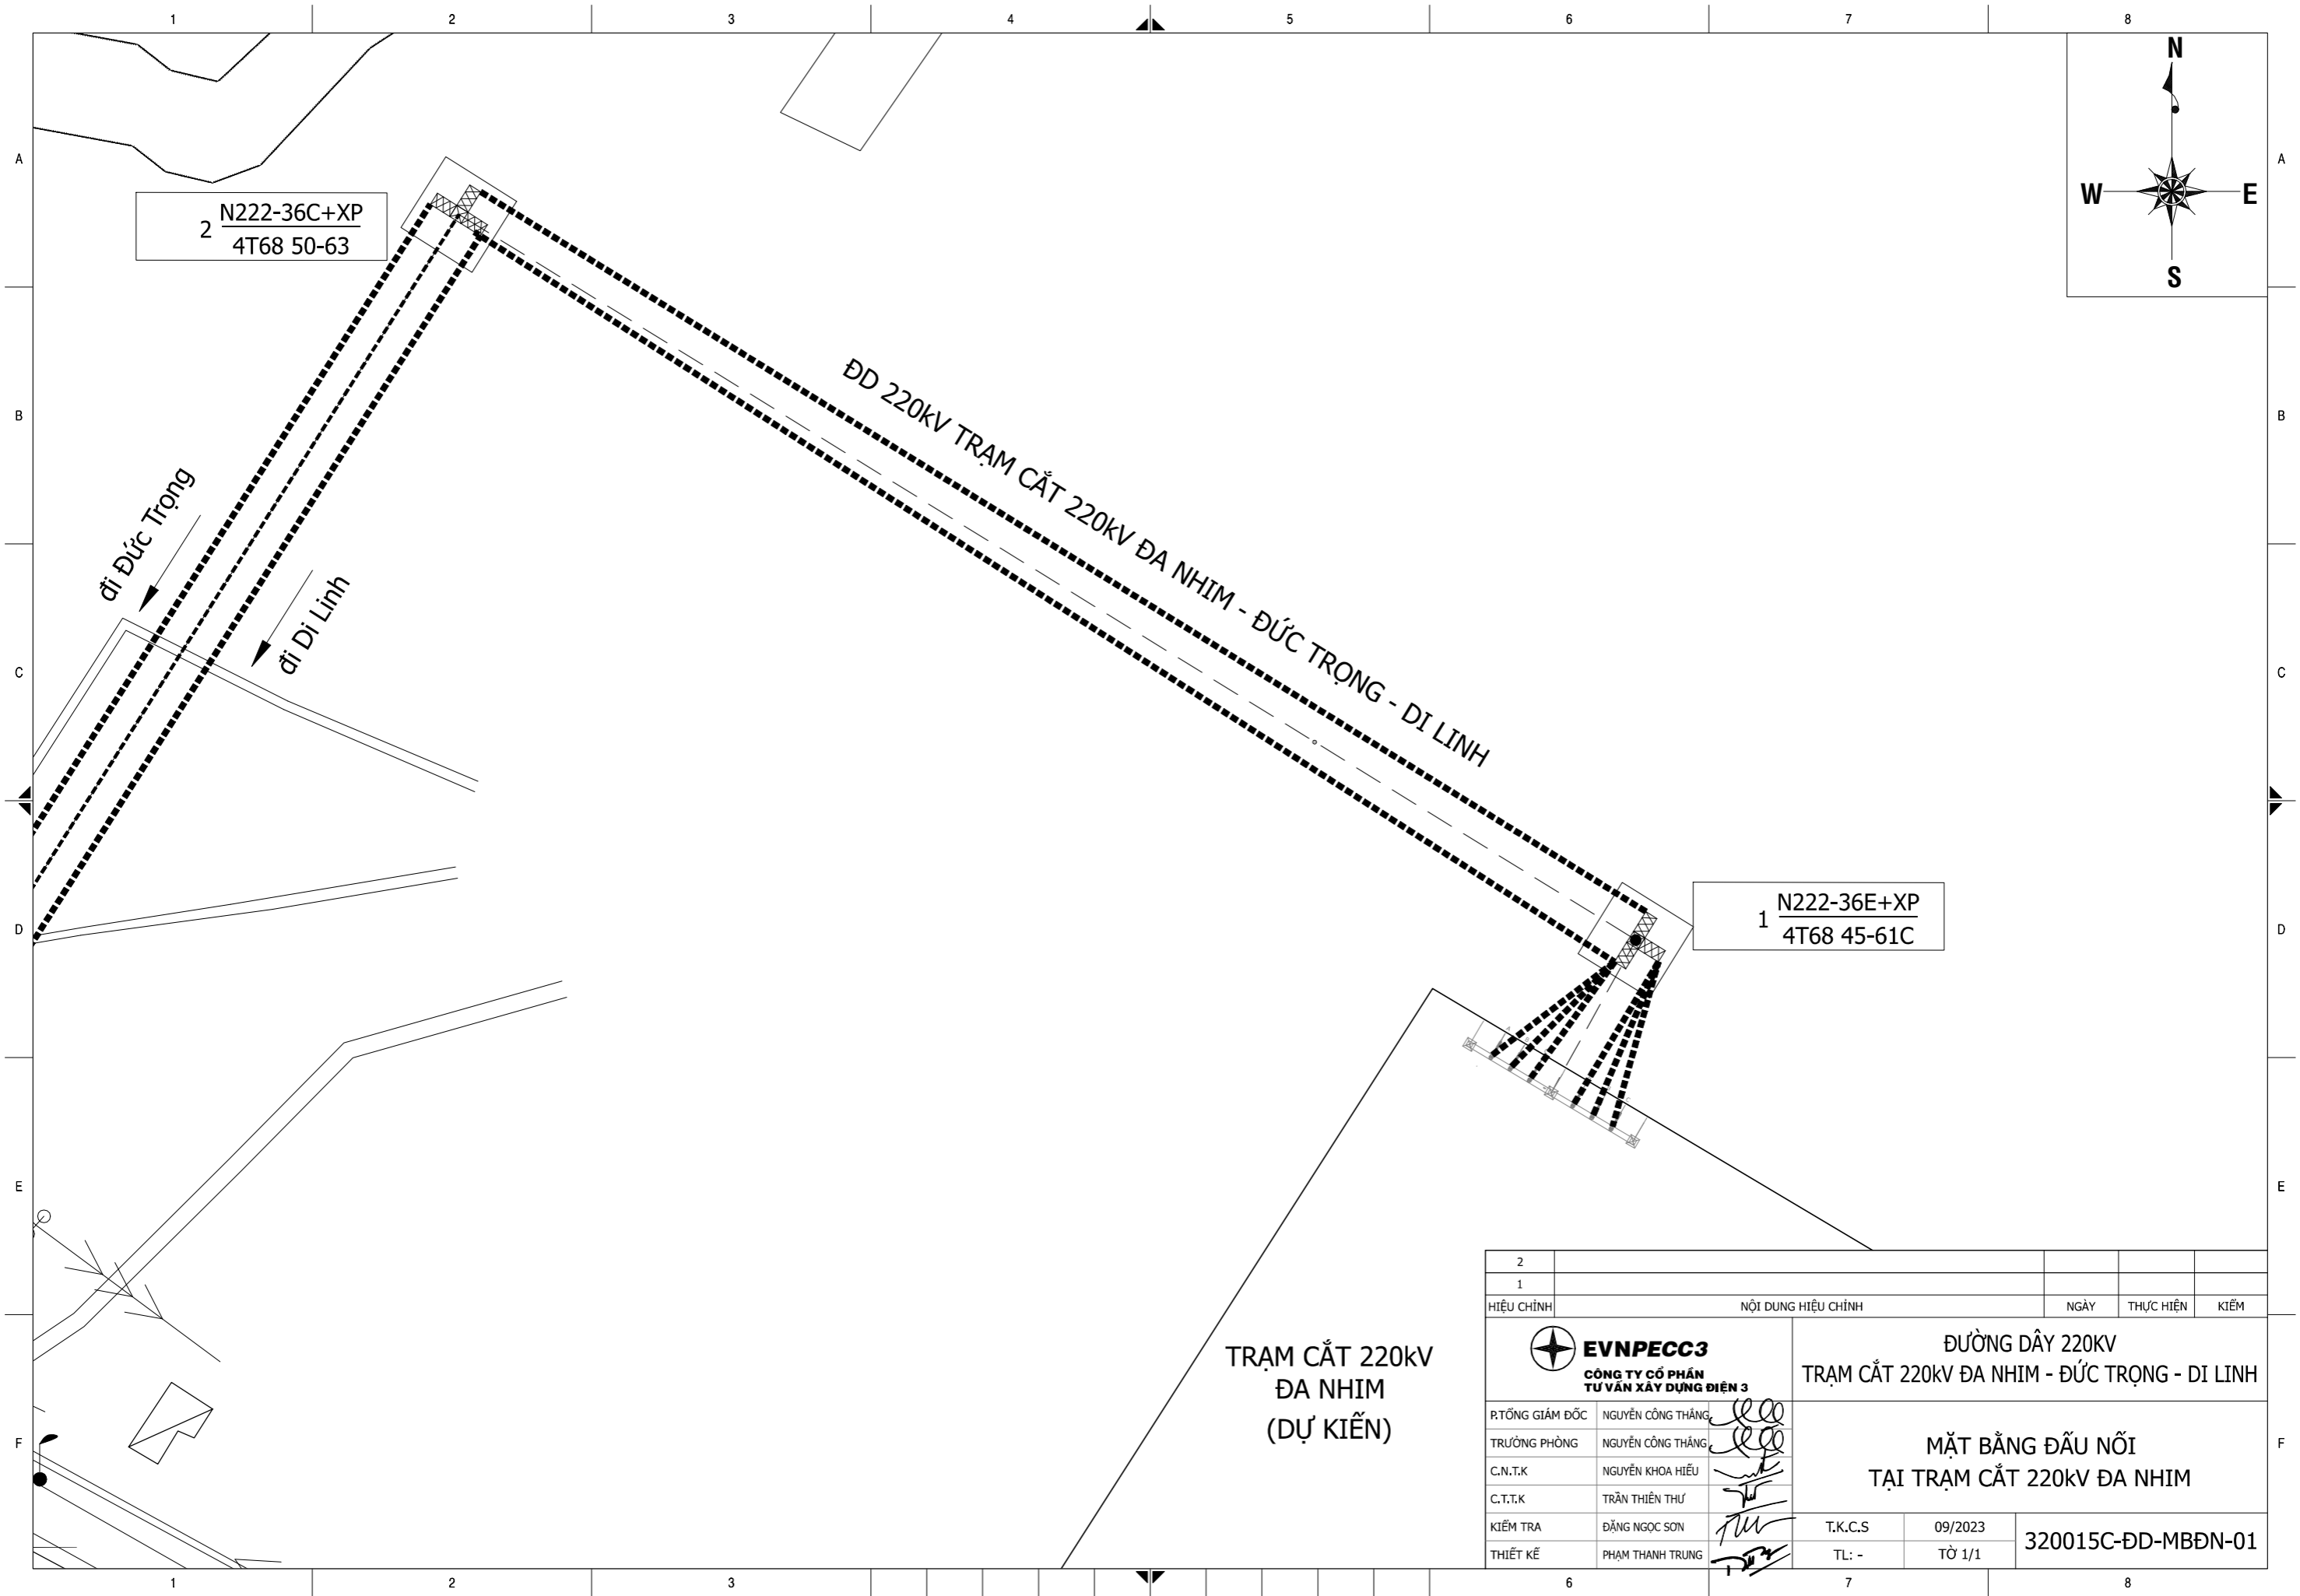 1 2 3 4 5 6 7 8
A A
N
W E
S
2 N222-36C+XP
4T68 50-63
B B
ĐD 220kV TRẠM CẮT 220kV ĐA NHIM - ĐỨC TRỌNG - DI LINH
đi Đức Trọng
đi Di Linh
C C
1 N222-36E+XP
4T68 45-61C
D D
E E
TRẠM CẮT 220kV
ĐA NHIM
(DỰ KIẾN)
2
1
HIỆU CHỈNH NỘI DUNG HIỆU CHỈNH NGÀY THỰC HIỆN KIỂM
EVNPECC3
CÔNG TY CỔ PHẦN
TƯ VẤN XÂY DỰNG ĐIỆN 3
ĐƯỜNG DÂY 220KV
TRẠM CẮT 220kV ĐA NHIM - ĐỨC TRỌNG - DI LINH
P.TỔNG GIÁM ĐỐC NGUYỄN CÔNG THẮNG
TRƯỞNG PHÒNG NGUYỄN CÔNG THẮNG
C.N.T.K NGUYỄN KHOA HIẾU
C.T.T.K TRẦN THIÊN THƯ
KIỂM TRA ĐẶNG NGỌC SƠN
THIẾT KẾ PHẠM THANH TRUNG
MẶT BẰNG ĐẤU NỐI
TẠI TRẠM CẮT 220kV ĐA NHIM
T.K.C.S 09/2023
TL: - TỜ 1/1
320015C-ĐD-MBĐN-01
F F
1 2 3 6 7 8